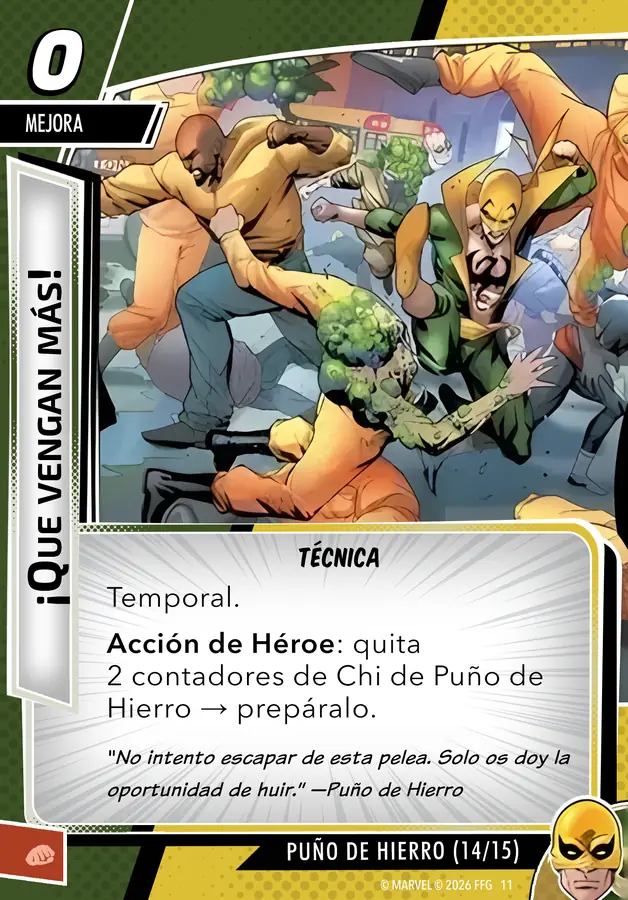 0
MEJORA
¡QUE VENGAN MÁS!
TÉCNICA
Temporal.
Acción de Héroe: quita
2 contadores de Chi de Puño de
Hierro → prepáralo.
"No intento escapar de esta pelea. Solo os doy la
oportunidad de huir." —Puño de Hierro
PUÑO DE HIERRO (14/15)
© MARVEL © 2026 FFG 11